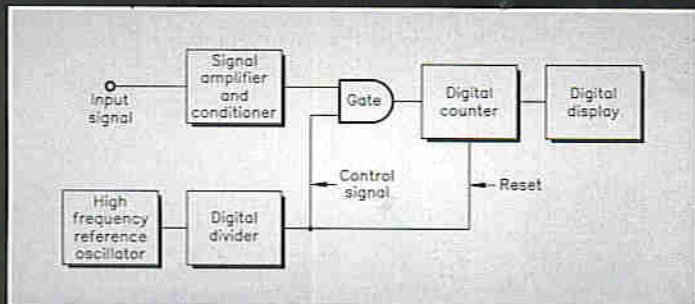 Signal
amplifier
and
conditioner
Input
signal
Gate
Digital
counter
Digital
display
Control
signal
Reset
High
frequency
reference
oscillator
Digital
divider